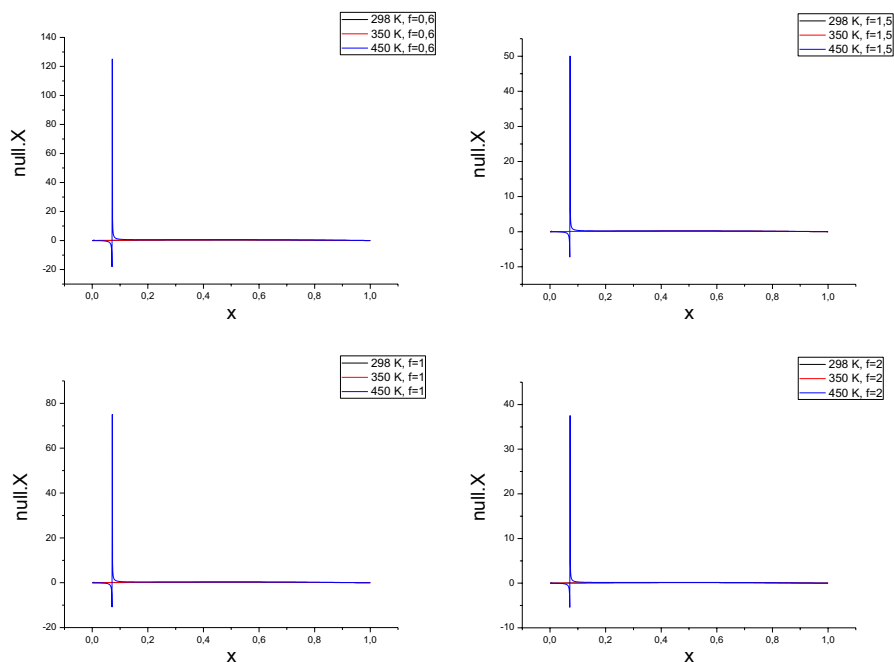 298 K, f=0,6
350 K, f=0,6
450 K, f=0,6
140
120
100
80
60
40
20
0
-20
null.X
0,0 0,2 0,4 0,6 0,8 1,0
x
298 K, f=1,5
350 K, f=1,5
450 K, f=1,5
50
40
30
20
10
0
-10
null.X
0,0 0,2 0,4 0,6 0,8 1,0
x
298 K, f=1
350 K, f=1
450 K, f=1
80
60
40
20
0
-20
null.X
0,0 0,2 0,4 0,6 0,8 1,0
x
298 K, f=2
350 K, f=2
450 K, f=2
40
30
20
10
0
-10
null.X
0,0 0,2 0,4 0,6 0,8 1,0
x